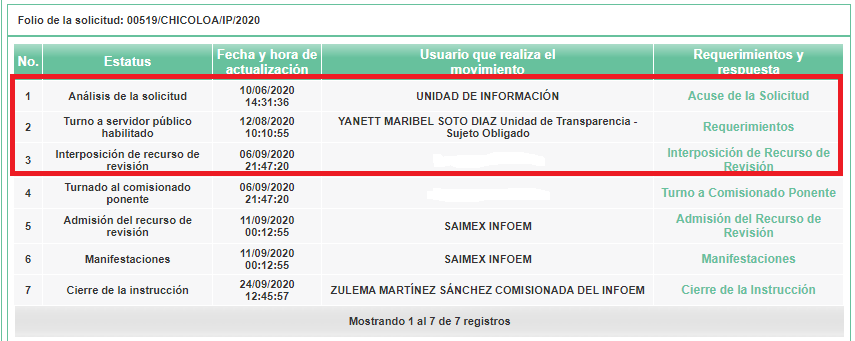 Folio de la solicitud: 00519/CHICOLOA/IP/2020
No. Estatus Fecha y hora de actualización Usuario que realiza el movimiento Requerimientos y respuesta
1 Análisis de la solicitud 10/06/2020 14:31:36 UNIDAD DE INFORMACIÓN Acuse de la Solicitud
2 Turno a servidor público habilitado 12/08/2020 10:10:55 YANETT MARIBEL SOTO DIAZ Unidad de Transparencia - Sujeto Obligado Requerimientos
3 Interposición de recurso de revisión 06/09/2020 21:47:20 Interposición de Recurso de Revisión
4 Turnado al comisionado ponente 06/09/2020 21:47:20 Turno a Comisionado Ponente
5 Admisión del recurso de revisión 11/09/2020 00:12:55 SAIMEX INFOEM Admisión del Recurso de Revisión
6 Manifestaciones 11/09/2020 00:12:55 SAIMEX INFOEM Manifestaciones
7 Cierre de la instrucción 24/09/2020 12:45:57 ZULEMA MARTÍNEZ SÁNCHEZ COMISIONADA DEL INFOEM Cierre de la Instrucción
Mostrando 1 al 7 de 7 registros